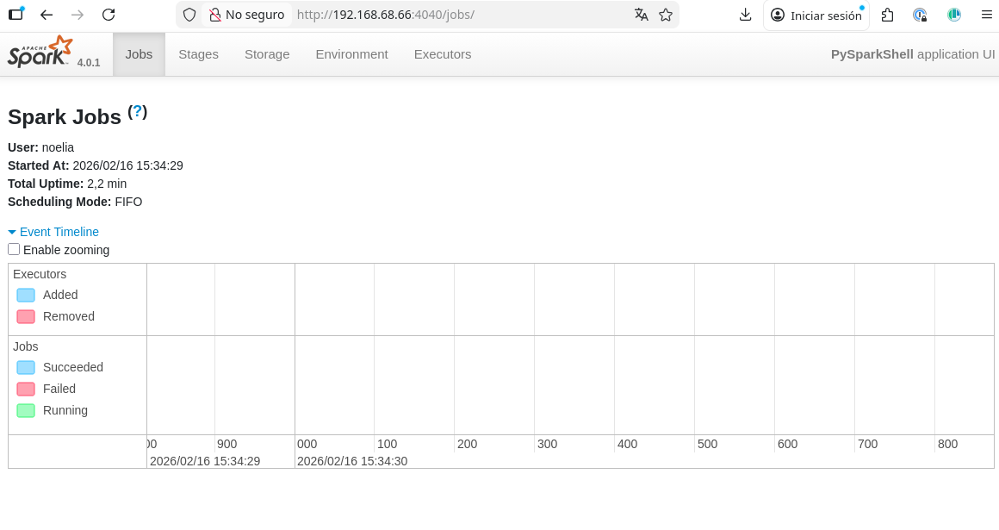 No seguro http://192.168.68.66:4040/jobs/ Iniciar sesión
APACHE Spark 4.0.1 Jobs Stages Storage Environment Executors PySparkShell application UI
Spark Jobs (?)
User: noelia
Started At: 2026/02/16 15:34:29
Total Uptime: 2,2 min
Scheduling Mode: FIFO
Event Timeline
Enable zooming
Executors
Added
Removed
Jobs
Succeeded
Failed
Running
00 900 000 100 200 300 400 500 600 700 800
2026/02/16 15:34:29 2026/02/16 15:34:30